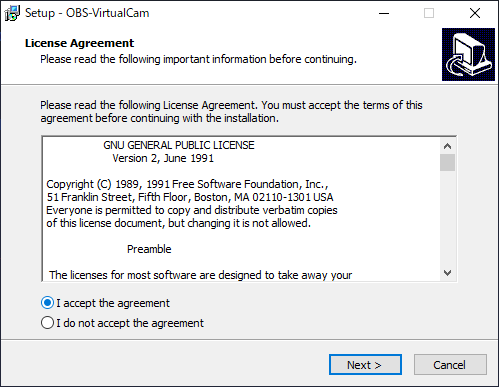 Setup - OBS-VirtualCam
License Agreement
Please read the following important information before continuing.
Please read the following License Agreement. You must accept the terms of this
agreement before continuing with the installation.
GNU GENERAL PUBLIC LICENSE
Version 2, June 1991
Copyright (C) 1989, 1991 Free Software Foundation, Inc.,
51 Franklin Street, Fifth Floor, Boston, MA 02110-1301 USA
Everyone is permitted to copy and distribute verbatim copies
of this license document, but changing it is not allowed.
Preamble
The licenses for most software are designed to take away your
I accept the agreement
I do not accept the agreement
Next >
Cancel